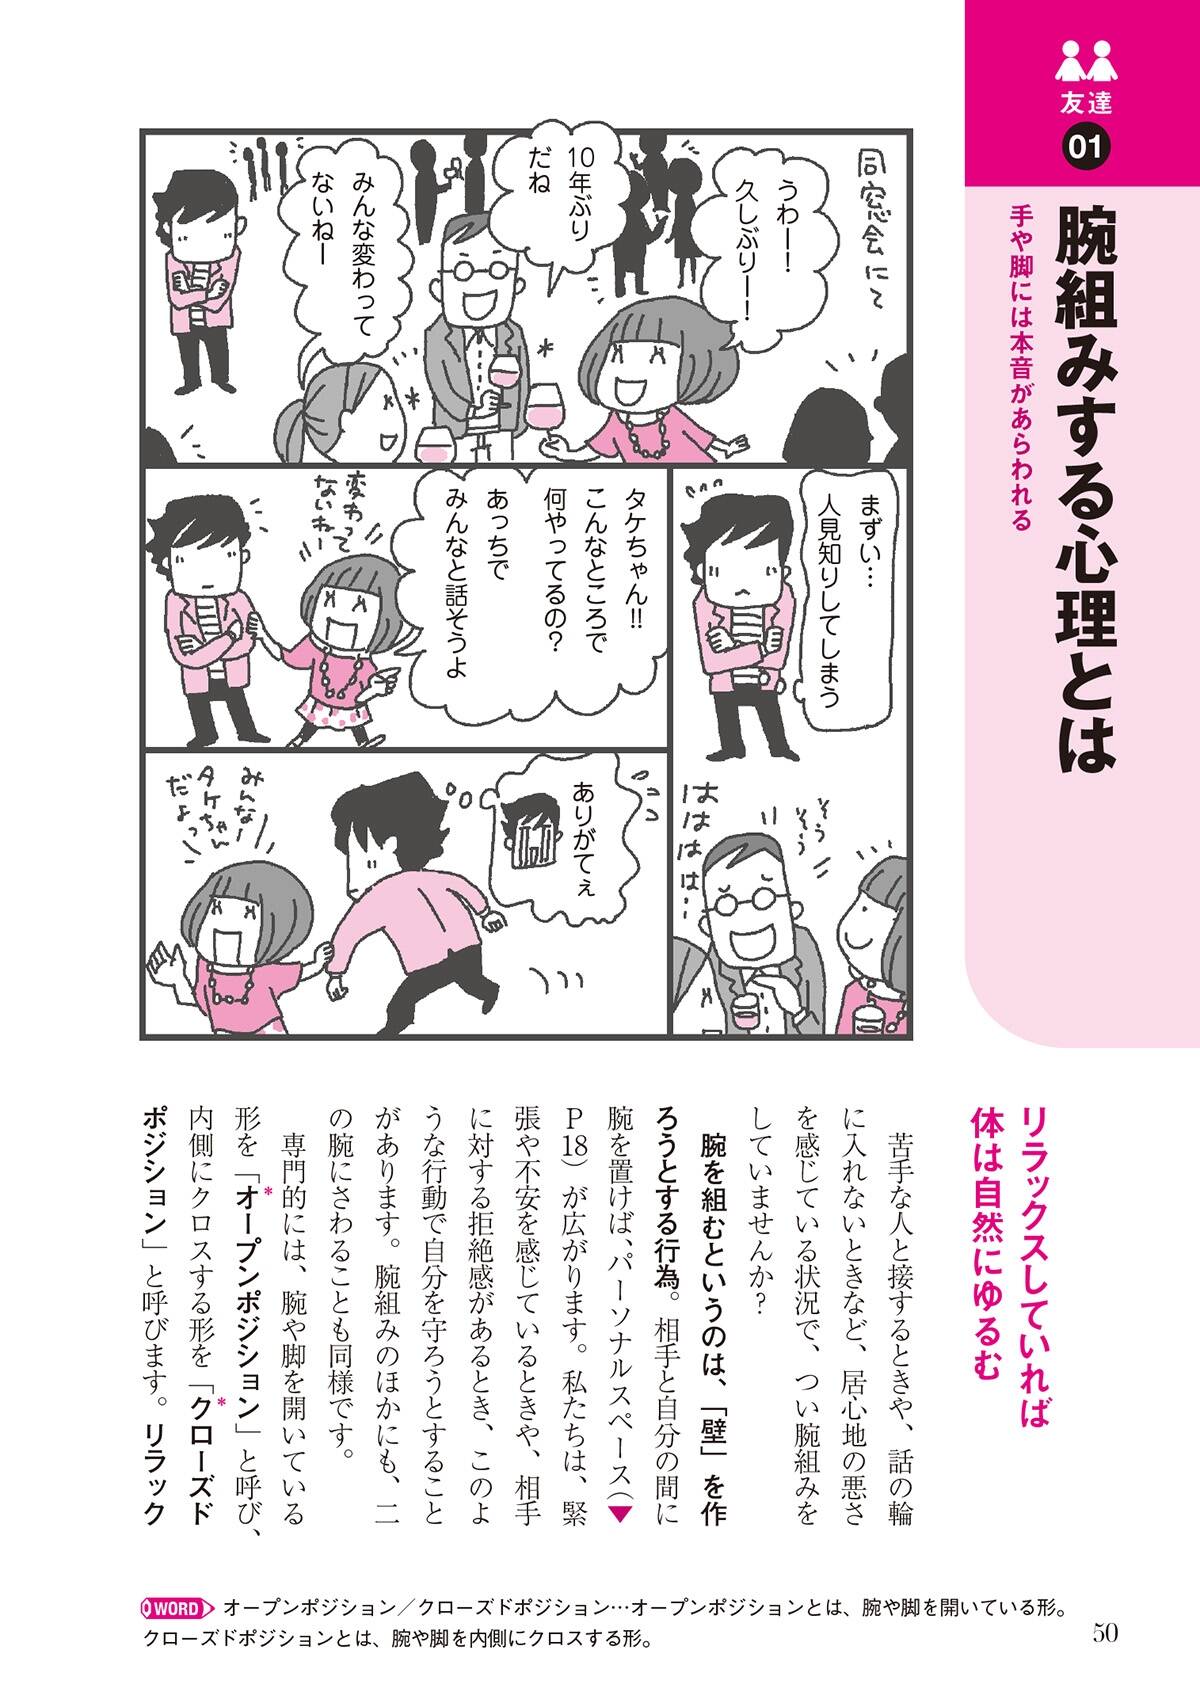 友達
01
腕組みする心理とは
手や脚には本音があらわれる
同窓会にて
うわー！
久しぶりー！
10年ぶり
だね
みんな変わって
ないねー
まずい…
人見知りしてしまう
そうそう
はははは…
タケちゃん!!
こんなところで
何やってるの？
あっちで
みんなと話そうよ
変わって
ないねー
ありがてぇ
みんなー
タケちゃん
だよっ
リラックスしていれば
体は自然にゆるむ
苦手な人と接するときや、話の輪
に入れないときなど、居心地の悪さ
を感じている状況で、つい腕組みを
していませんか？
腕を組むというのは、「壁」を作
ろうとする行為。相手と自分の間に
腕を置けば、パーソナルスペース（▼
P18）が広がります。私たちは、緊
張や不安を感じているときや、相手
に対する拒絶感があるとき、このよ
うな行動で自分を守ろうとすること
があります。腕組みのほかにも、二
の腕にさわることも同様です。
専門的には、腕や脚を開いている
形を「オープンポジション*」と呼び、
内側にクロスする形を「クローズド*
ポジション」と呼びます。リラック
WORD オープンポジション／クローズドポジション…オープンポジションとは、腕や脚を開いている形。
クローズドポジションとは、腕や脚を内側にクロスする形。
50